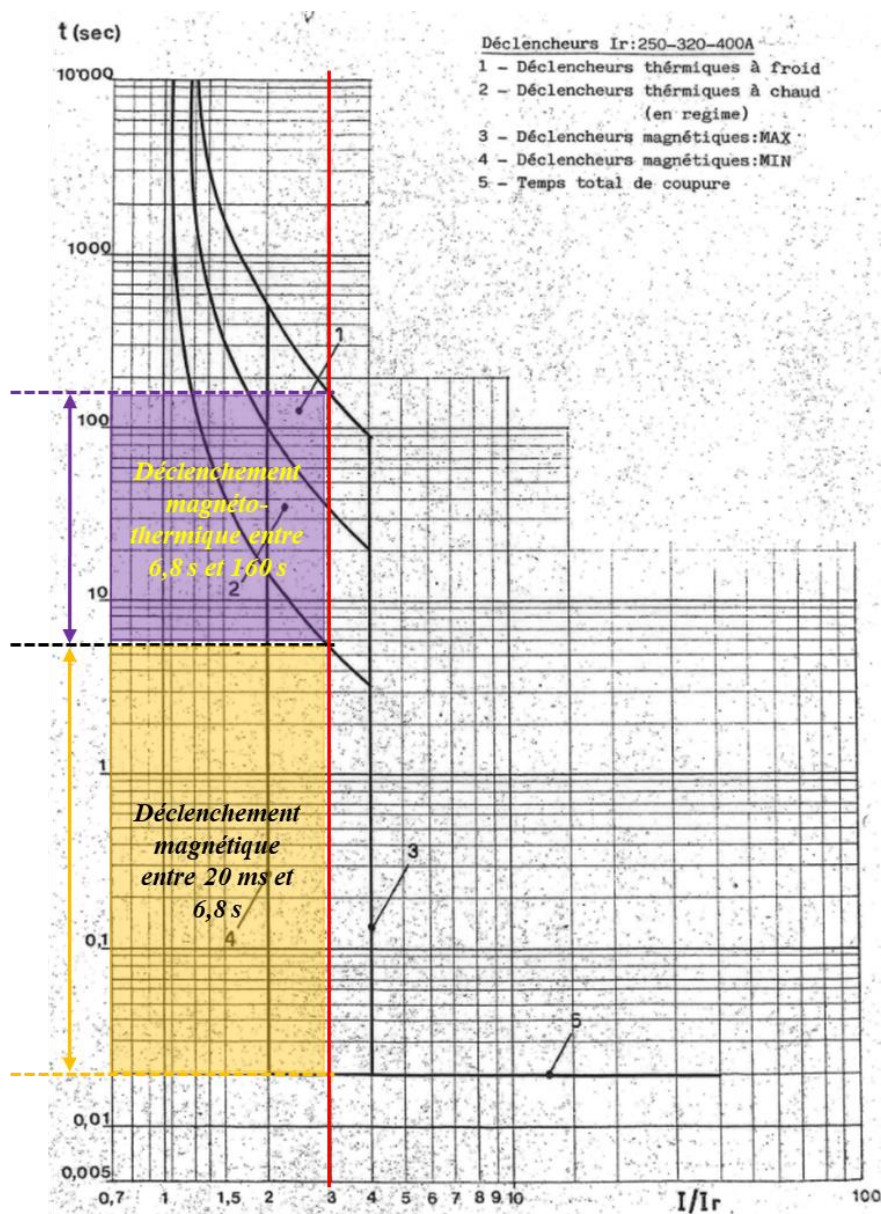 t (sec)
Déclencheurs Ir:250-320-400A
1 - Déclencheurs thérmiques à froid
2 - Déclencheurs thérmiques à chaud
(en regime)
3 - Déclencheurs magnétiques:MAX
4 - Déclencheurs magnétiques:MIN
5 - Temps total de coupure
10'000
1000
1
100
Déclenchement
magnéto-
thermique entre
6,8 s et 160 s
2
10
1
Déclenchement
magnétique
entre 20 ms et
6,8 s
3
4
0,1
5
0,01
0,005
0,7 1 1,5 2 3 4 5 6 7 8 9 10 100
I/Ir